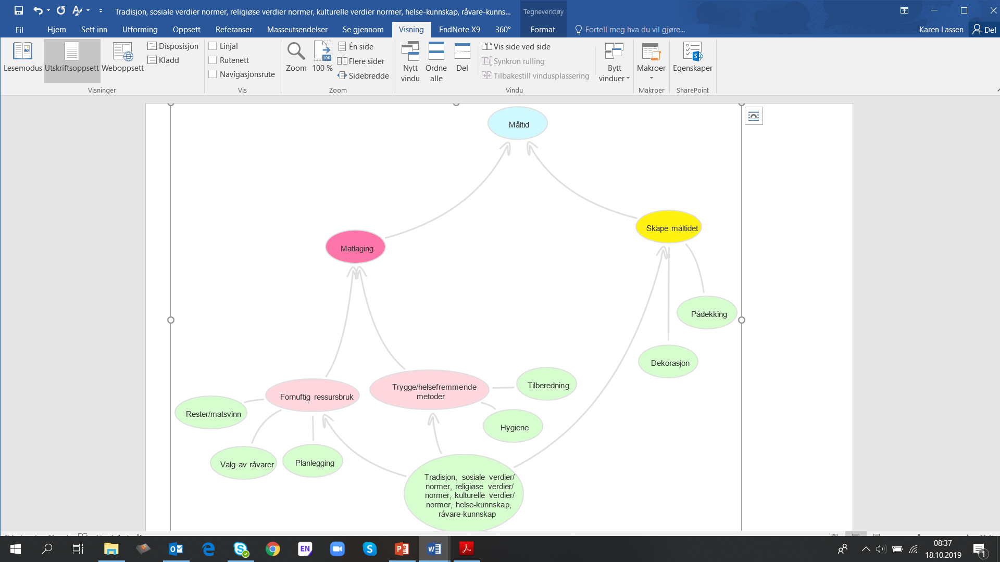 Tradisjon, sosiale verdier normer, religiøse verdier normer, kulturelle verdier normer, helse-kunnskap, råvare-kunns...
Tegneverktøy
Fil
Hjem
Sett inn
Utforming
Oppsett
Referanser
Masseutsendelser
Se gjennom
Visning
EndNote X9
360°
Format
Fortell meg hva du vil gjøre...
Karen Lassen
Del
Lesemodus
Utskriftsoppsett
Weboppsett
Disposisjon
Kladd
Visninger
Linjal
Rutenett
Navigasjonsrute
Vis
Zoom
100 %
100
Én side
Flere sider
Sidebredde
Zoom
Nytt
vindu
Ordne
alle
Del
Vis side ved side
Synkron rulling
Tilbakestill vindusplassering
Vindu
Bytt
vinduer
Makroer
Makroer
Egenskaper
SharePoint
Måltid
Skape måltidet
Matlaging
Pådekking
Dekorasjon
Trygge/helsefremmende
metoder
Tilberedning
Fornuftig ressursbruk
Rester/matsvinn
Hygiene
Valg av råvarer
Planlegging
Tradisjon, sosiale verdier/
normer, religiøse verdier/
normer, kulturelle verdier/
normer, helse-kunnskap,
råvare-kunnskap
EN
08:37
18.10.2019
1